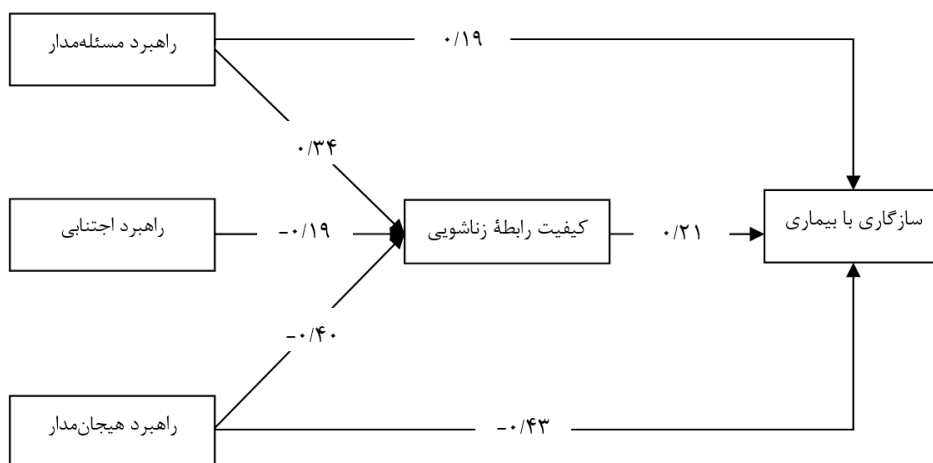 راهبرد مسئله‌مدار
۰/۱۹
۰/۳۴
راهبرد اجتنابی
-۰/۱۹
کیفیت رابطهٔ زناشویی
۰/۲۱
سازگاری با بیماری
-۰/۴۰
راهبرد هیجان‌مدار
-۰/۴۳